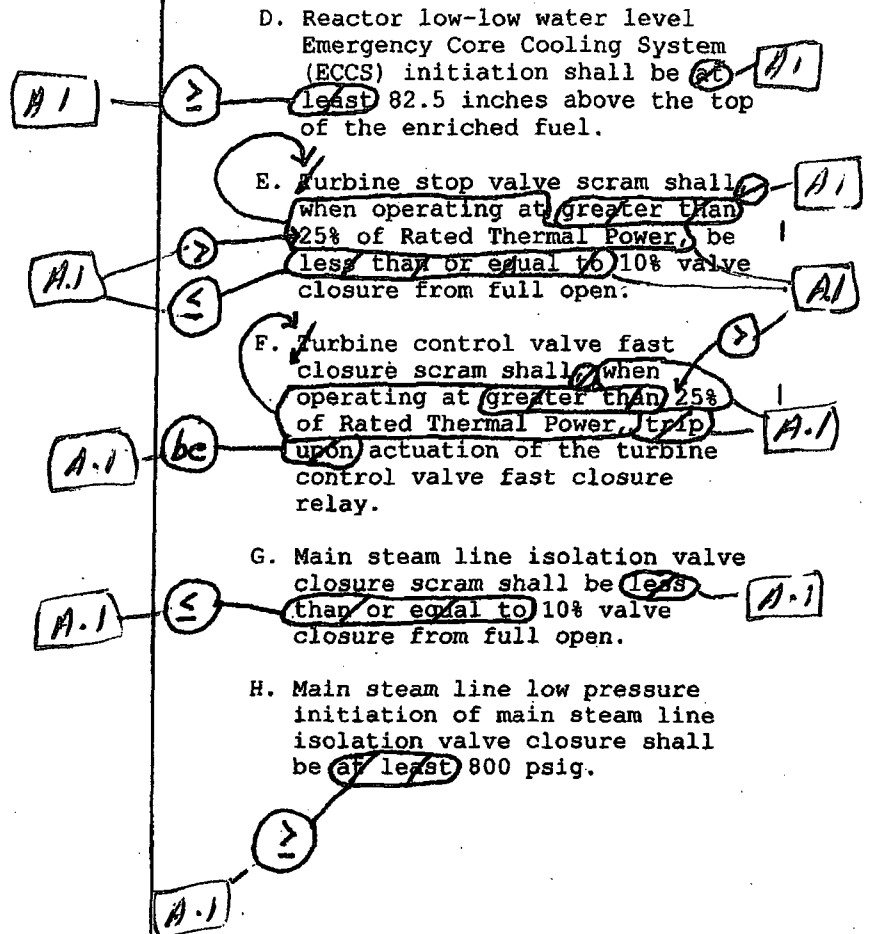 D. Reactor low-low water level
Emergency Core Cooling System
(ECCS) initiation shall be at A1
A1 ≥ least 82.5 inches above the top
of the enriched fuel.
E. Turbine stop valve scram shall, A1
when operating at greater than
> 25% of Rated Thermal Power, be
A.1 ≤ less than or equal to 10% valve
closure from full open. A.1
F. Turbine control valve fast >
closure scram shall, when
operating at greater than 25%
of Rated Thermal Power, trip A.1
A.1 be upon actuation of the turbine
control valve fast closure
relay.
G. Main steam line isolation valve
closure scram shall be less A.1
A.1 ≤ than or equal to 10% valve
closure from full open.
H. Main steam line low pressure
initiation of main steam line
isolation valve closure shall
be at least 800 psig.
≥
A.1